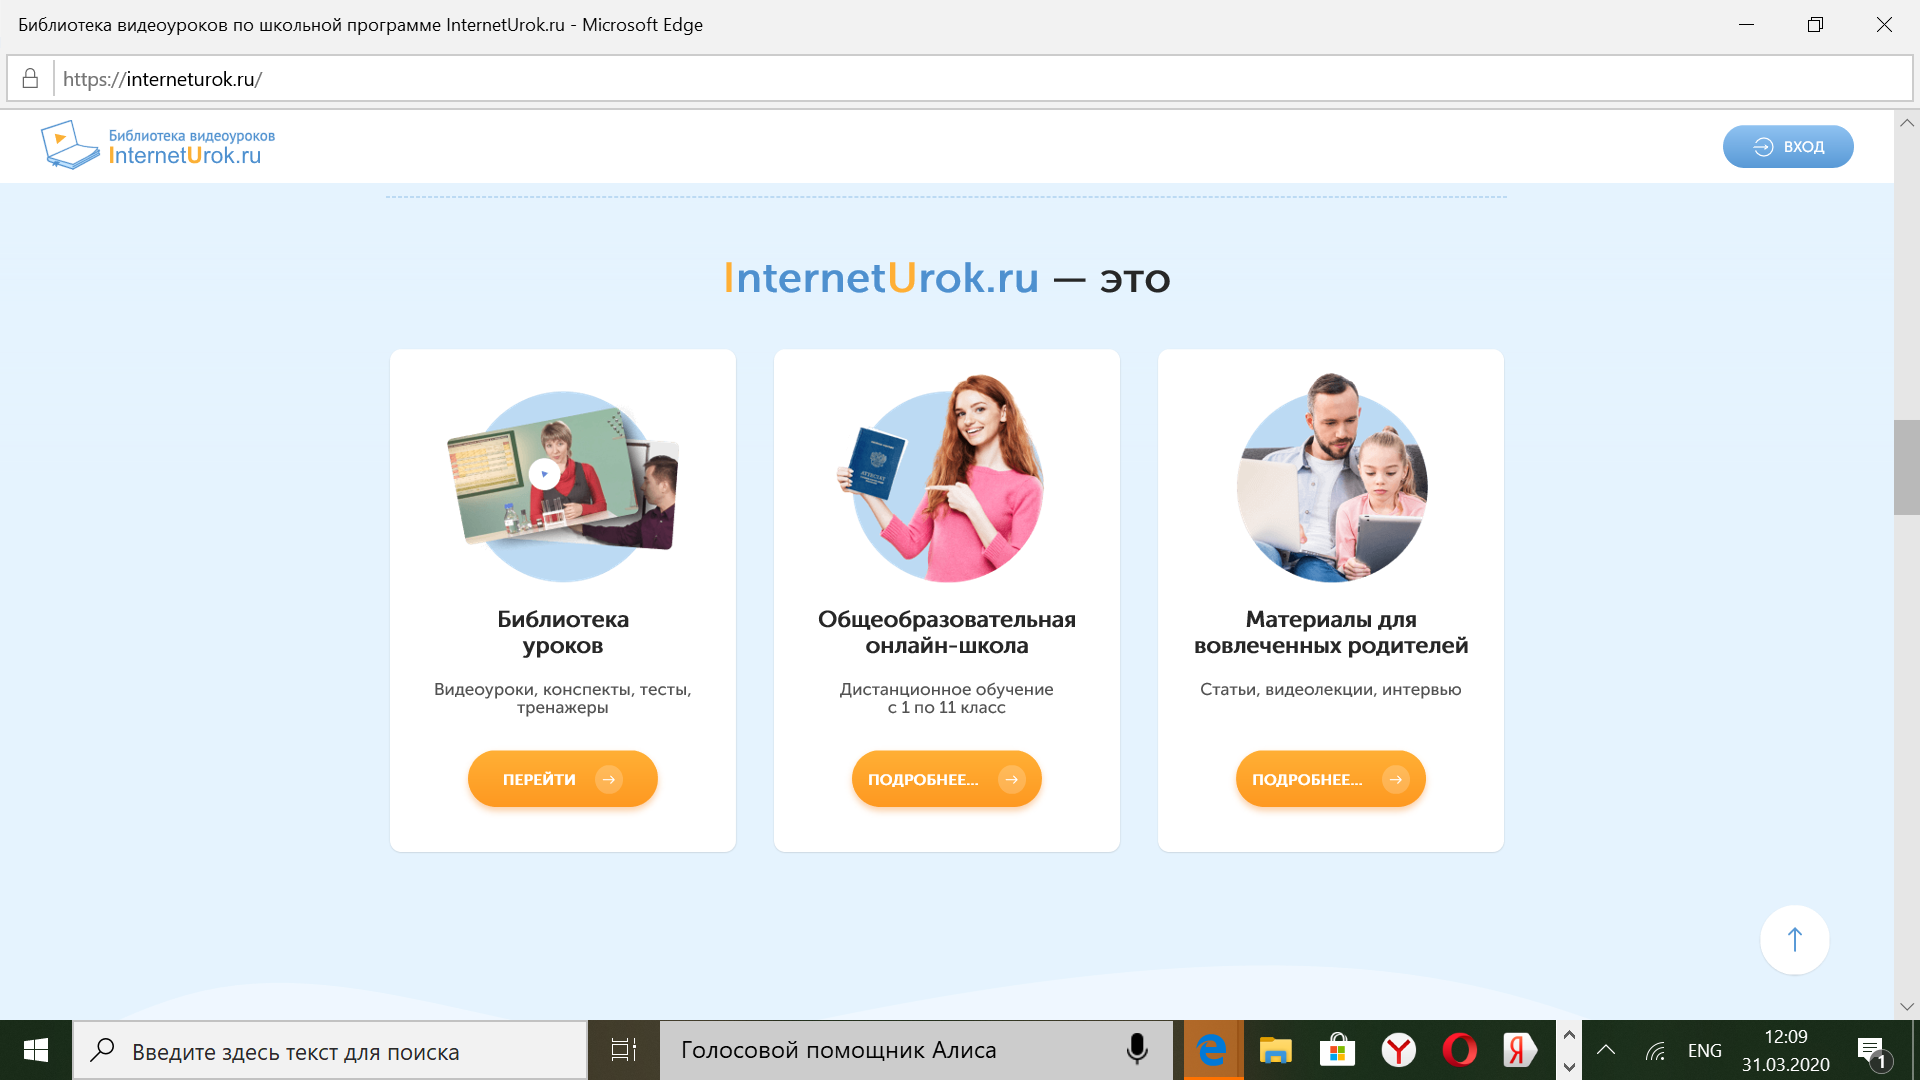 Библиотека видеоуроков по школьной программе InternetUrok.ru - Microsoft Edge
https://interneturok.ru/
Библиотека видеоуроков
InternetUrok.ru
ВХОД
InternetUrok.ru — это
Библиотека
уроков
Видеоуроки, конспекты, тесты,
тренажеры
ПЕРЕЙТИ
АТТЕСТАТ
Общеобразовательная
онлайн-школа
Дистанционное обучение
с 1 по 11 класс
ПОДРОБНЕЕ...
Материалы для
вовлеченных родителей
Статьи, видеолекции, интервью
ПОДРОБНЕЕ...
Введите здесь текст для поиска
Голосовой помощник Алиса
ENG
12:09
31.03.2020
1